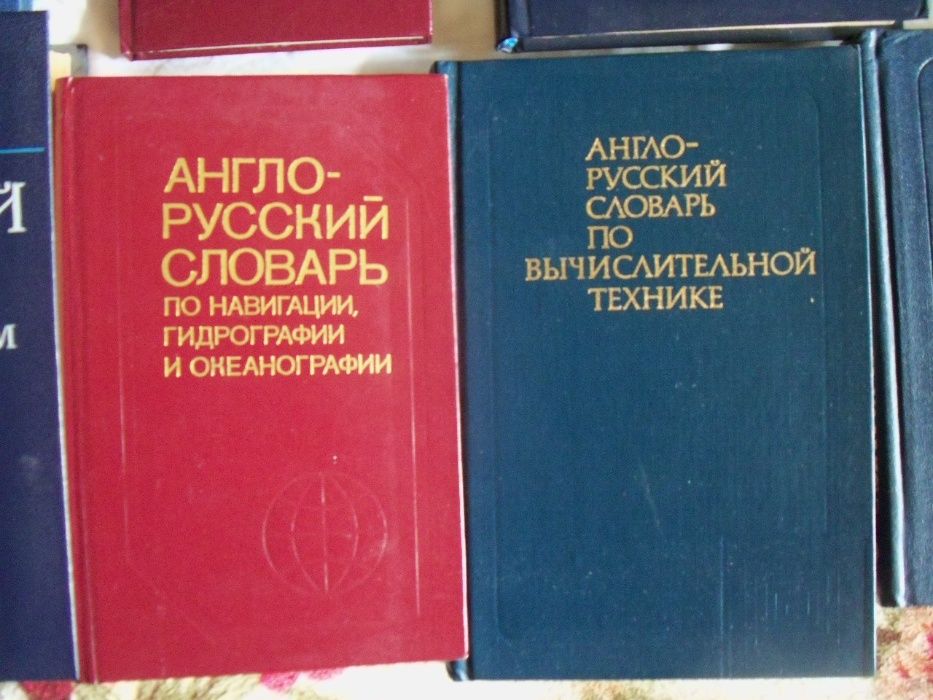 Й
М
АНГЛО-
РУССКИЙ
СЛОВАРЬ
ПО НАВИГАЦИИ,
ГИДРОГРАФИИ
И ОКЕАНОГРАФИИ
АНГЛО-
РУССКИЙ
СЛОВАРЬ
ПО
ВЫЧИСЛИТЕЛЬНОЙ
ТЕХНИКЕ